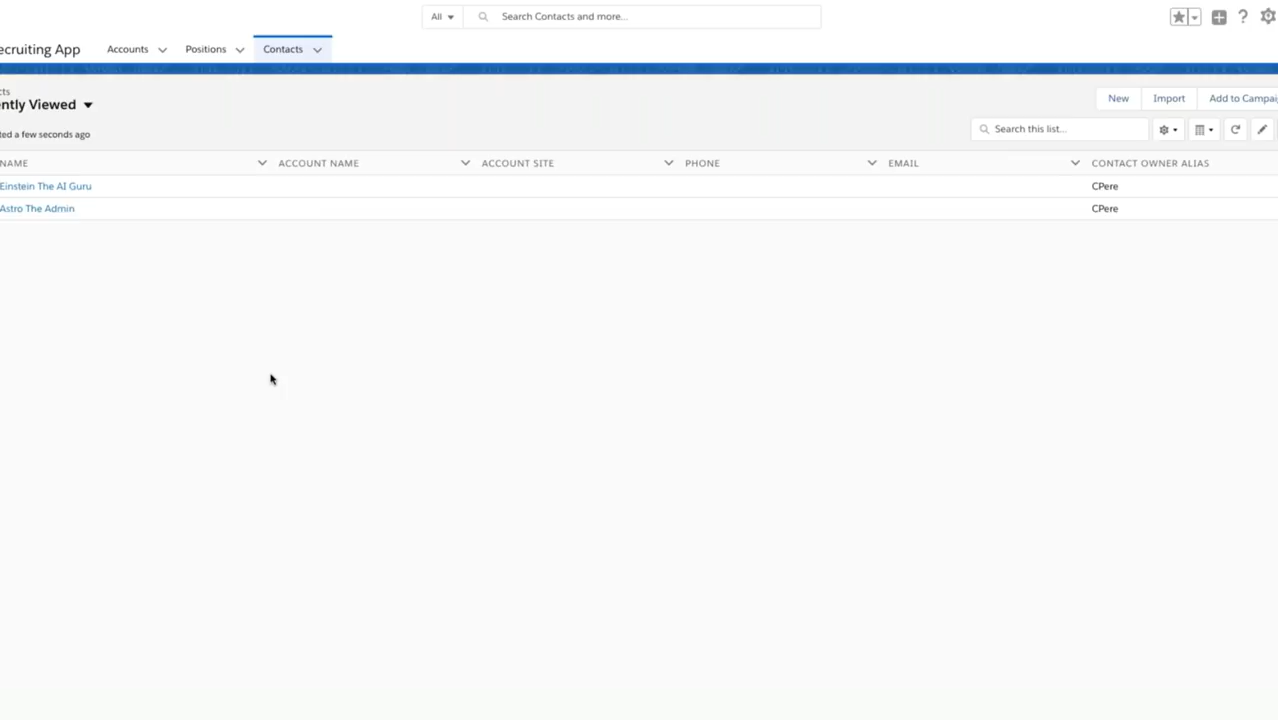 All
Search Contacts and more...
ecruiting App
Accounts
Positions
Contacts
cts
ently Viewed
New
Import
Add to Campai
ted a few seconds ago
Search this list...
NAME
ACCOUNT NAME
ACCOUNT SITE
PHONE
EMAIL
CONTACT OWNER ALIAS
Einstein The AI Guru
CPere
Astro The Admin
CPere